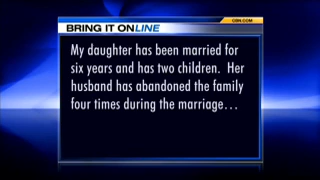 CBN.COM
BRING IT ONLINE
My daughter has been married for
six years and has two children.  Her
husband has abandoned the family
four times during the marriage…